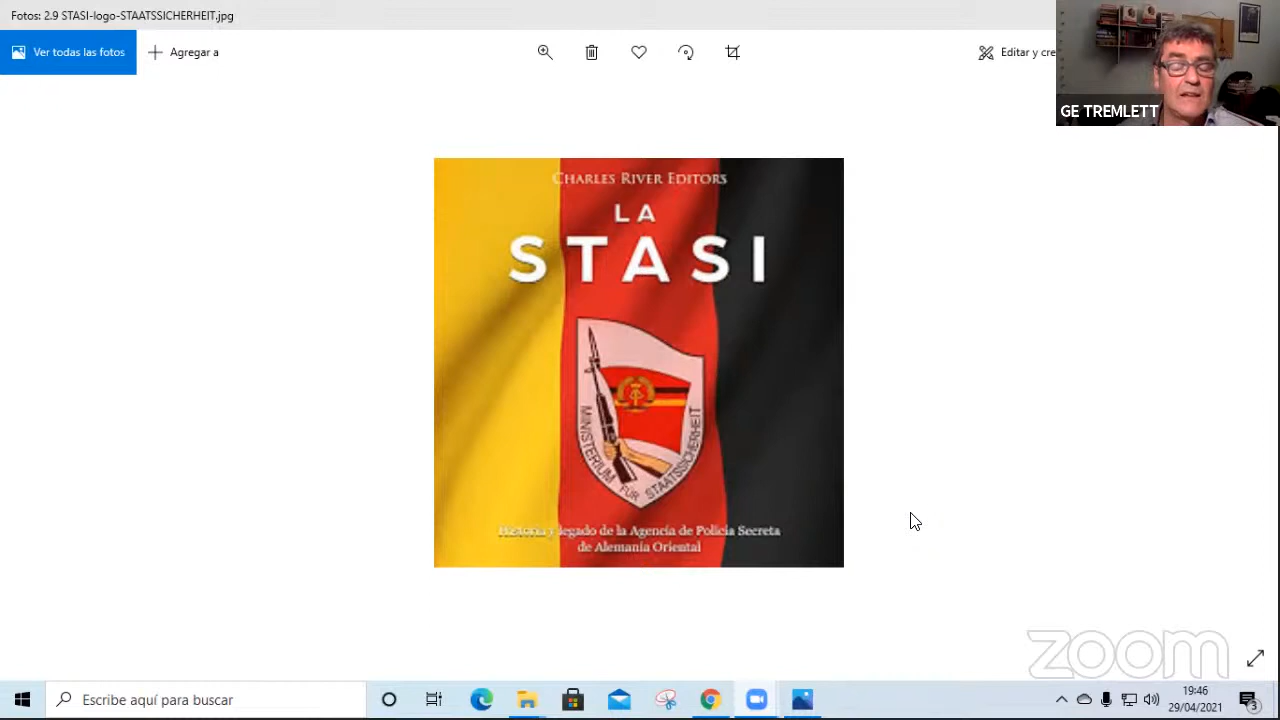 Fotos: 2.9 STASI-logo-STAATSSICHERHEIT.jpg
Ver todas las fotos
Agregar a
Editar y cre
GE TREMLETT
CHARLES RIVER EDITORS
LA
STASI
MINISTERIUM FÜR STAATSSICHERHEIT
Historia y legado de la Agencia de Policía Secreta
de Alemania Oriental
zoom
Escribe aquí para buscar
19:46
29/04/2021
3